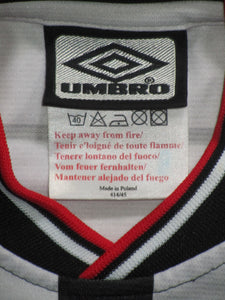 UMBRO
40
Keep away from fire/
Tenir c'loigné de toute flamme/
Tenere lontano del fuoco/
Vom feuer fernhalten/
Mantener alejado del fuego
Made in Poland